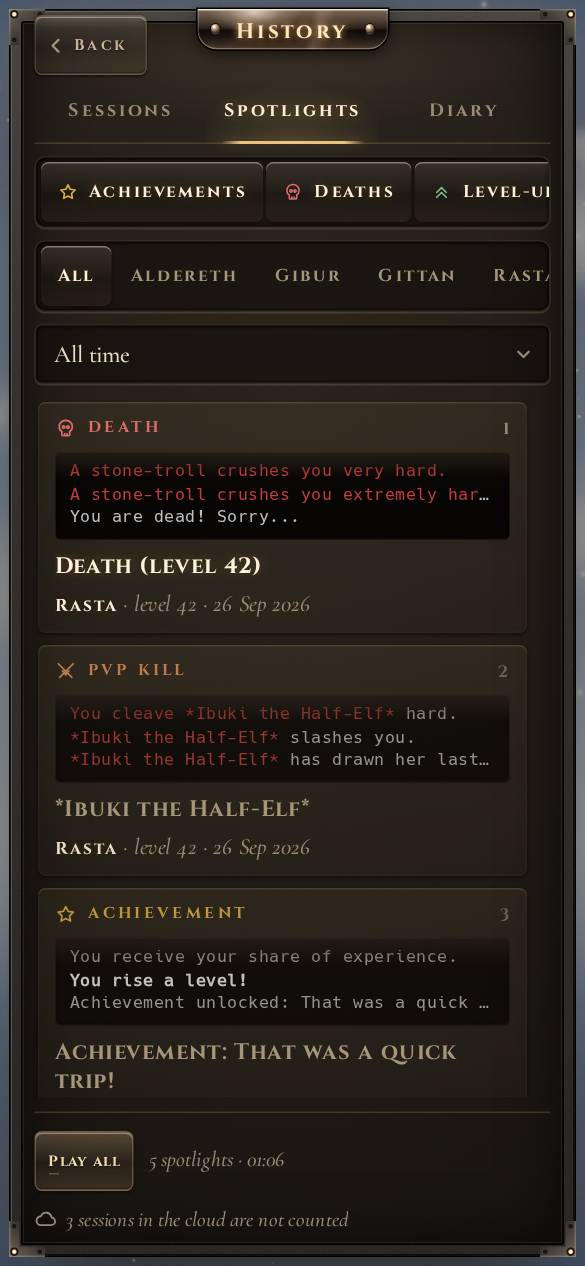 History
Back
Sessions Spotlights Diary
Achievements Deaths Level-u
All Aldereth Gibur Gittan Rasta
All time
DEATH 1
A stone-troll crushes you very hard.
A stone-troll crushes you extremely har…
You are dead! Sorry...
Death (level 42)
Rasta · level 42 · 26 Sep 2026
PVP KILL 2
You cleave *Ibuki the Half-Elf* hard.
*Ibuki the Half-Elf* slashes you.
*Ibuki the Half-Elf* has drawn her last…
*Ibuki the Half-Elf*
Rasta · level 42 · 26 Sep 2026
ACHIEVEMENT 3
You receive your share of experience.
You rise a level!
Achievement unlocked: That was a quick …
Achievement: That was a quick
trip!
Play all 5 spotlights · 01:06
3 sessions in the cloud are not counted